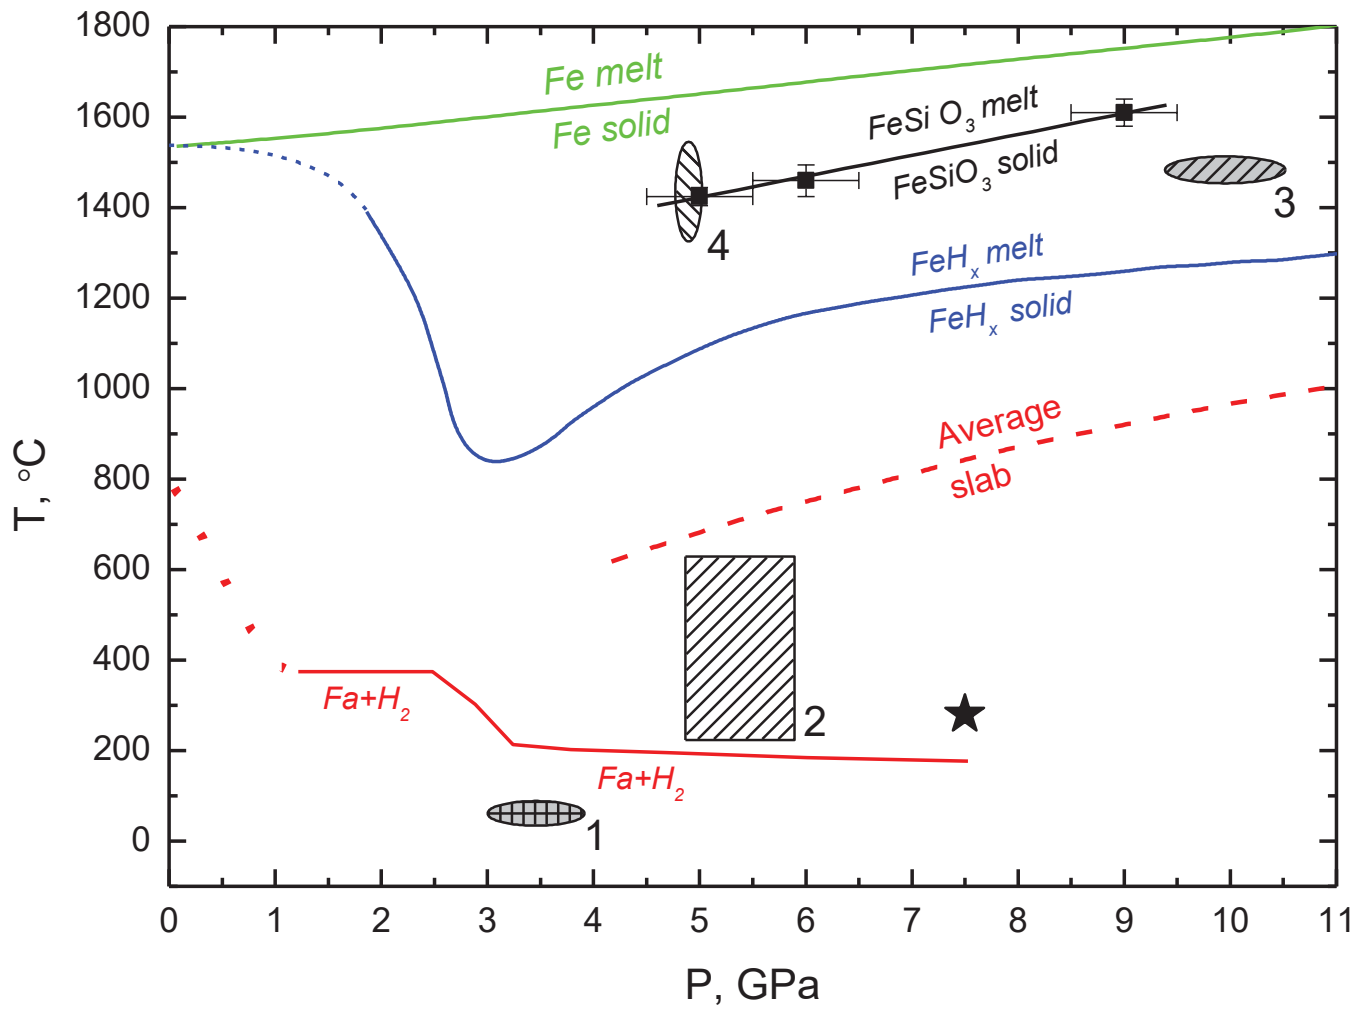 1800
1600
1400
1200
1000
800
600
400
200
0
T, °C
Fe melt
Fe solid
FeSi O₃ melt
FeSiO₃ solid
3
4
FeHₓ melt
FeHₓ solid
Average
slab
Fa+H₂
2
Fa+H₂
1
0 1 2 3 4 5 6 7 8 9 10 11
P, GPa